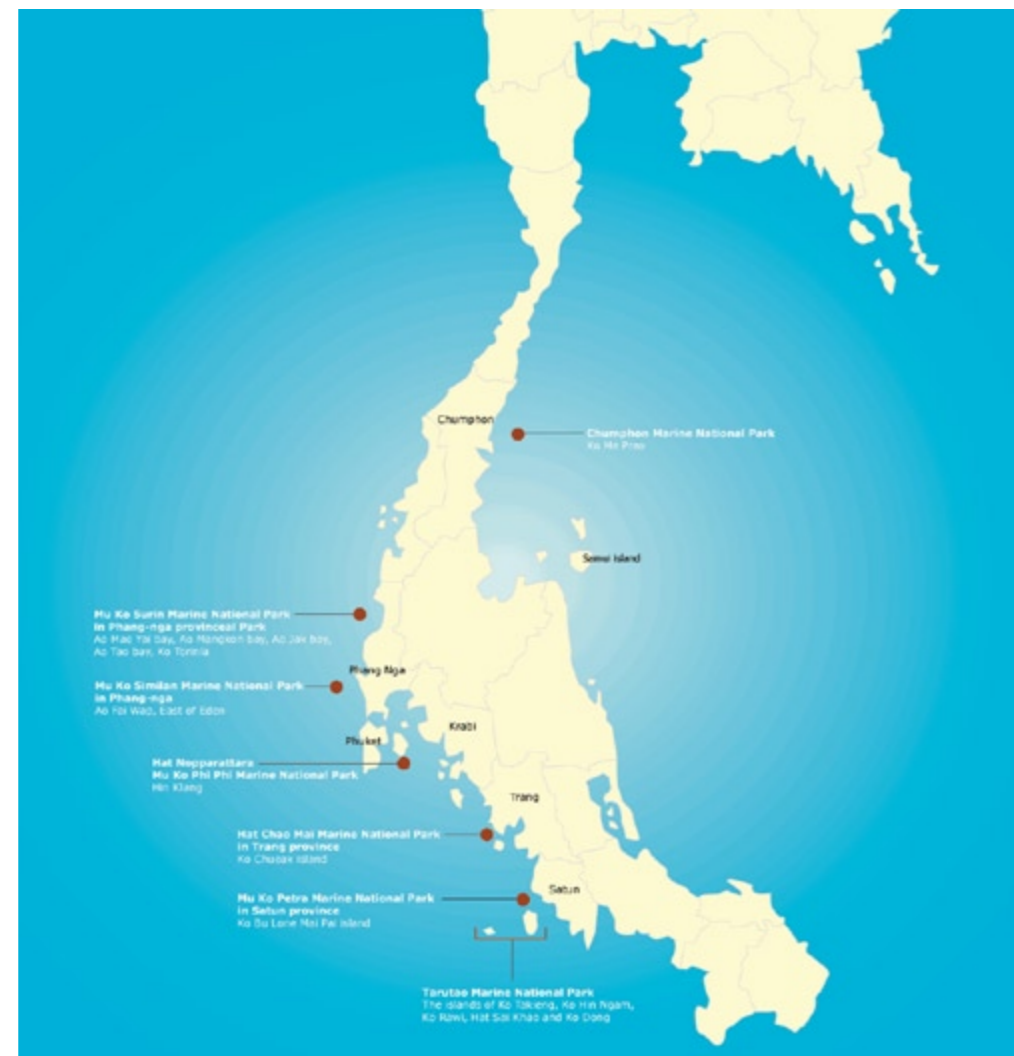 Chumphon
Chumphon Marine National Park
Ko
Samui Island
Mu Ko Surin Marine National Park
in Phang-nga provinceal Park
Ao Mae Yai bay, Ao Mangkon bay, Ao Jak bay,
Ao Tao bay, Ko Torinla
Phang Nga
Mu Ko Similan Marine National Park
in Phang-nga
Ao Fai Wap, East of Eden
Krabi
Phuket
Hat Nopparattara
Mu Ko Phi Phi Marine National Park
Hin Klang
Trang
Hat Chao Mai Marine National Park
in Trang province
Ko Chueak island
Satun
Mu Ko Petra Marine National Park
in Satun province
Ko Bu Lone Mai Pai island
Tarutao Marine National Park
The islands of Ko Takieng, Ko Hin Ngam,
Ko Rawi, Hat Sai Khao and Ko Dong